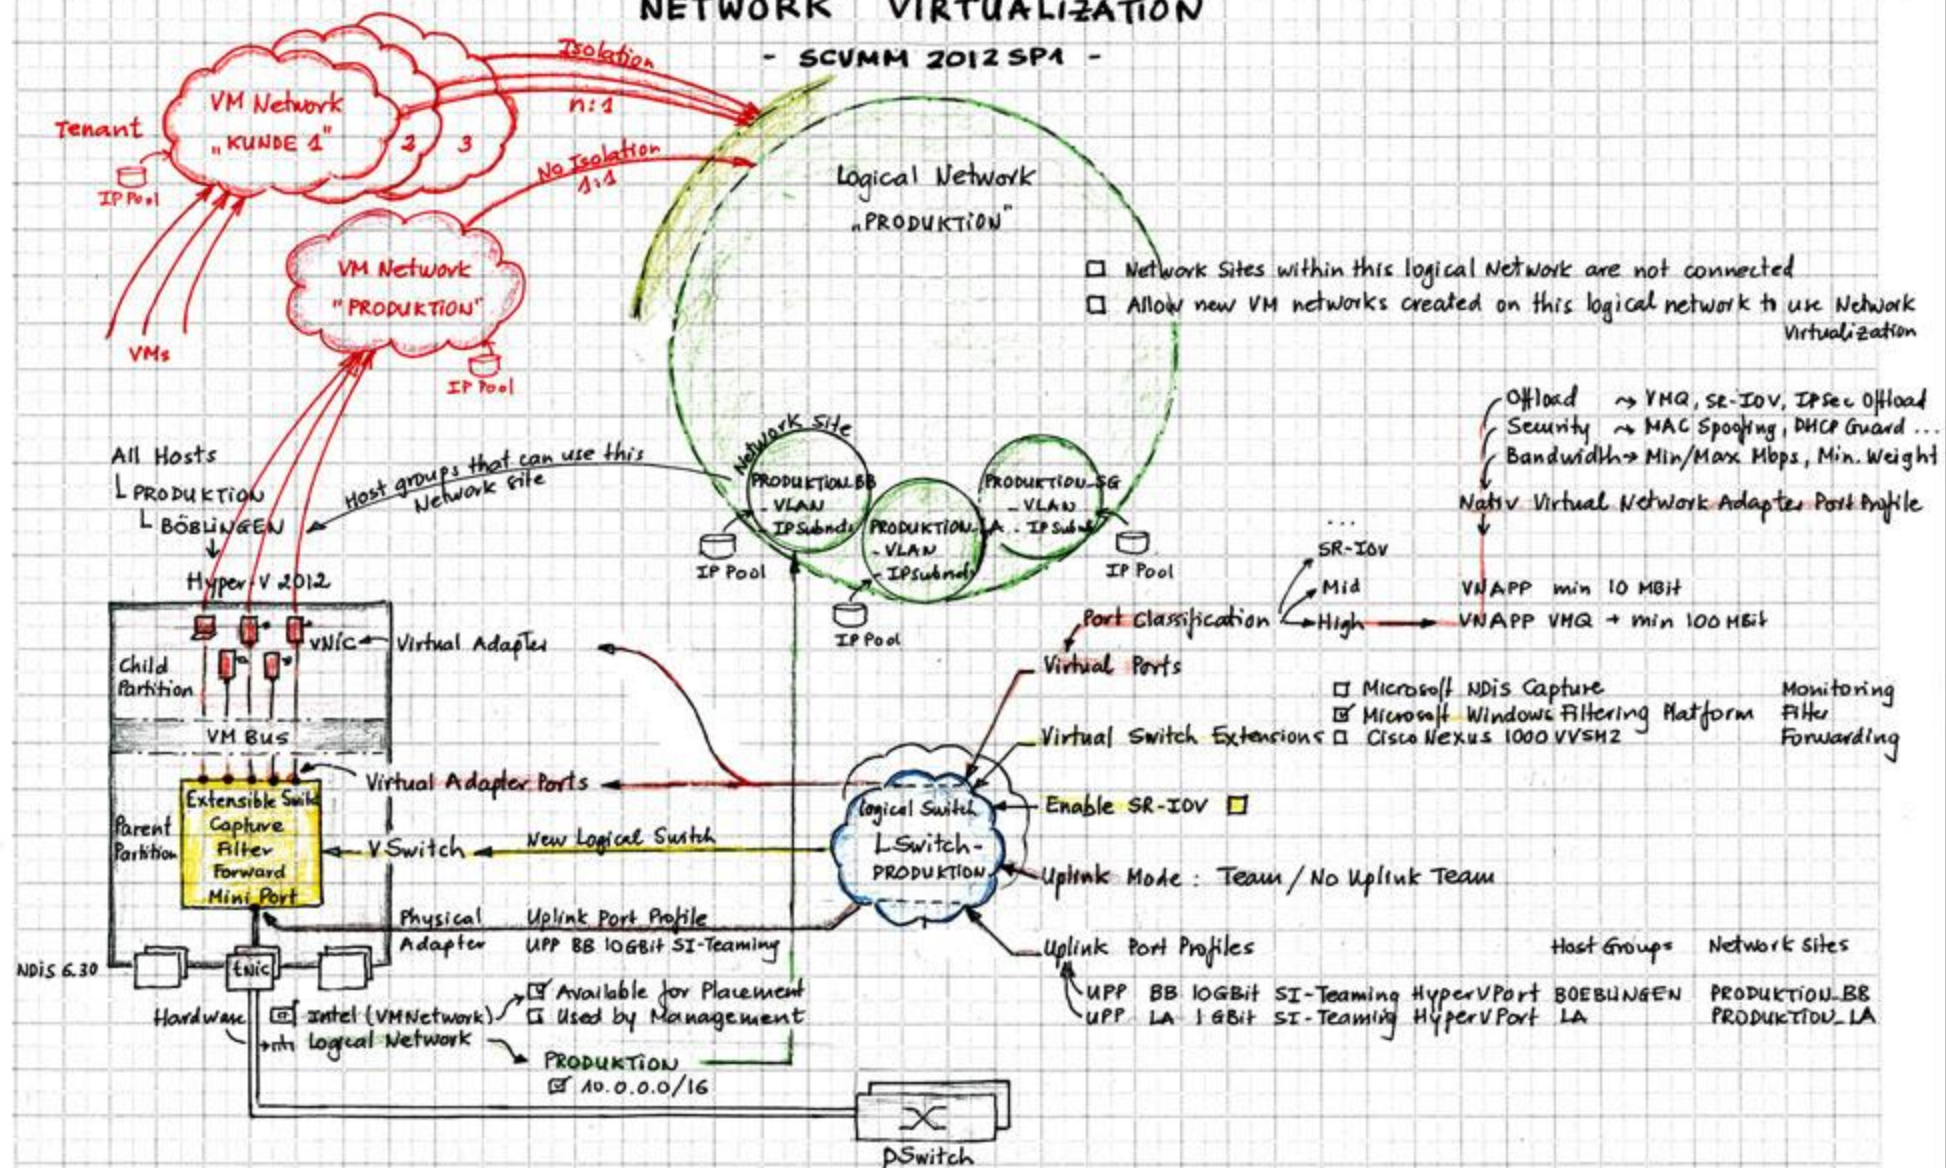 NETWORK VIRTUALIZATION
- SCVMM 2012 SP1 -
Isolation
n:1
No Isolation
1:1
Tenant
VM Network
„KUNDE 1"
2
3
IP Pool
VMs
VM Network
"PRODUKTION"
IP Pool
Logical Network
„PRODUKTION"
☐ Network Sites within this logical Network are not connected
☐ Allow new VM networks created on this logical network to use Network
Virtualization
Network Site
PRODUKTION_BB
- VLAN
- IPSubnets
IP Pool
PRODUKTION_LA
- VLAN
- IPSubnets
IP Pool
PRODUKTION_SG
- VLAN
- IPSubnets
IP Pool
Host groups that can use this
Network site
All Hosts
PRODUKTION
BÖBLINGEN
Hyper-V 2012
Child
Partition
vNIC
Virtual Adapter
VM BUS
Virtual Adapter Ports
Parent
Partition
Extensible Switch
Capture
Filter
Forward
Mini Port
VSwitch
New Logical Switch
Physical
Adapter
Uplink Port Profile
UPP BB 10GBit SI-Teaming
NDiS 6.30
tNic
Hardware
Intel (VMNetwork)
☑ Available for Placement
☐ Used by Management
Logical Network
PRODUKTION
☑ 10.0.0.0/16
PSwitch
Logical Switch
LSwitch-
PRODUKTION
Offload VMQ, SR-IOV, IPSec Offload
Security MAC Spoofing, DHCP Guard ...
Bandwidth Min/Max Mbps, Min. Weight
Nativ Virtual Network Adapter Port Profile
...
SR-IOV
Mid VNAPP min 10 MBit
Port Classification High VNAPP VMQ + min 100 MBit
Virtual Ports
☐ Microsoft NDiS Capture Monitoring
☑ Microsoft Windows Filtering Platform Filter
Virtual Switch Extensions ☐ Cisco Nexus 1000 VVSM2 Forwarding
Enable SR-IOV ☐
Uplink Mode: Team / No Uplink Team
Uplink Port Profiles Host Groups Network Sites
UPP BB 10GBit SI-Teaming HyperVPort BOEBLINGEN PRODUKTION_BB
UPP LA 1GBit SI-Teaming HyperVPort LA PRODUKTION_LA